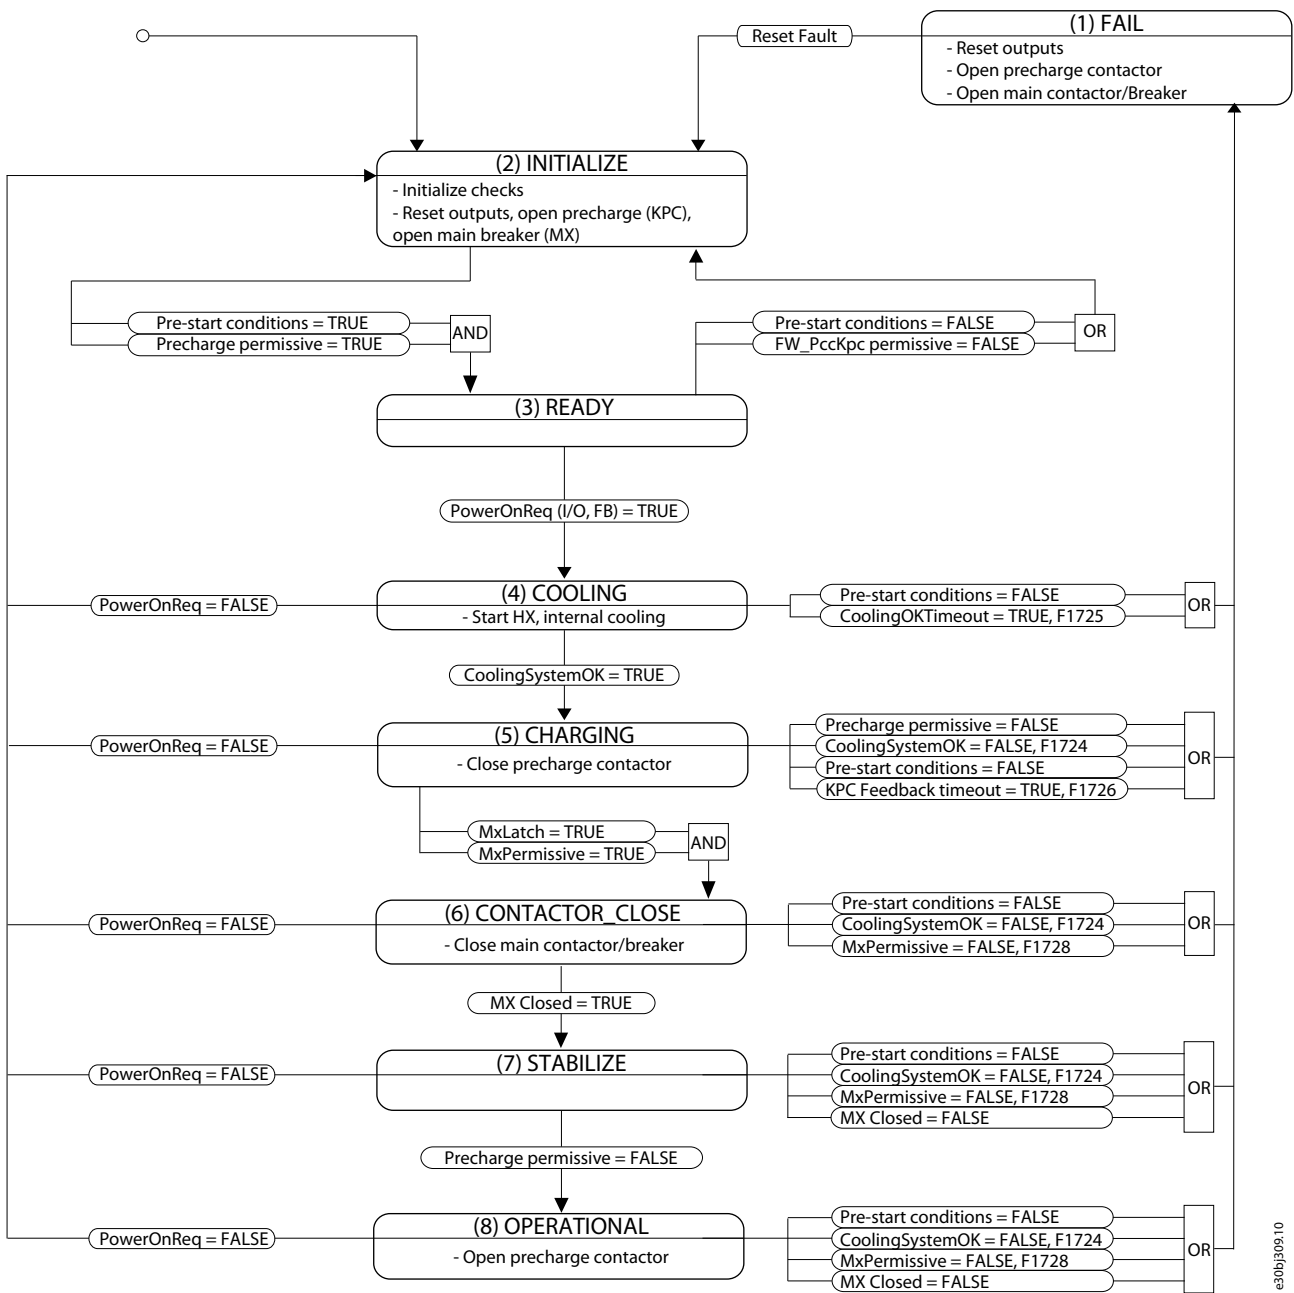 (1) FAIL
Reset Fault
- Reset outputs
- Open precharge contactor
- Open main contactor/Breaker
(2) INITIALIZE
- Initialize checks
- Reset outputs, open precharge (KPC),
open main breaker (MX)
Pre-start conditions = TRUE
Precharge permissive = TRUE
AND
Pre-start conditions = FALSE
FW_PccKpc permissive = FALSE
OR
(3) READY
PowerOnReq (I/O, FB) = TRUE
PowerOnReq = FALSE
(4) COOLING
- Start HX, internal cooling
Pre-start conditions = FALSE
CoolingOKTimeout = TRUE, F1725
OR
CoolingSystemOK = TRUE
PowerOnReq = FALSE
(5) CHARGING
- Close precharge contactor
Precharge permissive = FALSE
CoolingSystemOK = FALSE, F1724
Pre-start conditions = FALSE
KPC Feedback timeout = TRUE, F1726
OR
MxLatch = TRUE
MxPermissive = TRUE
AND
PowerOnReq = FALSE
(6) CONTACTOR_CLOSE
- Close main contactor/breaker
Pre-start conditions = FALSE
CoolingSystemOK = FALSE, F1724
MxPermissive = FALSE, F1728
OR
MX Closed = TRUE
PowerOnReq = FALSE
(7) STABILIZE
Pre-start conditions = FALSE
CoolingSystemOK = FALSE, F1724
MxPermissive = FALSE, F1728
MX Closed = FALSE
OR
Precharge permissive = FALSE
PowerOnReq = FALSE
(8) OPERATIONAL
- Open precharge contactor
Pre-start conditions = FALSE
CoolingSystemOK = FALSE, F1724
MxPermissive = FALSE, F1728
MX Closed = FALSE
OR
e30bj309.10